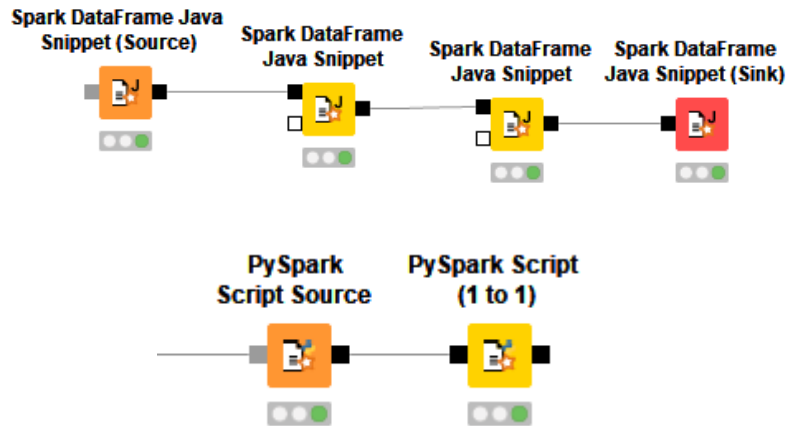 Spark DataFrame Java
Snippet (Source)
Spark DataFrame
Java Snippet
Spark DataFrame
Java Snippet
Spark DataFrame
Java Snippet (Sink)
J
J
J
J
PySpark
Script Source
PySpark Script
(1 to 1)